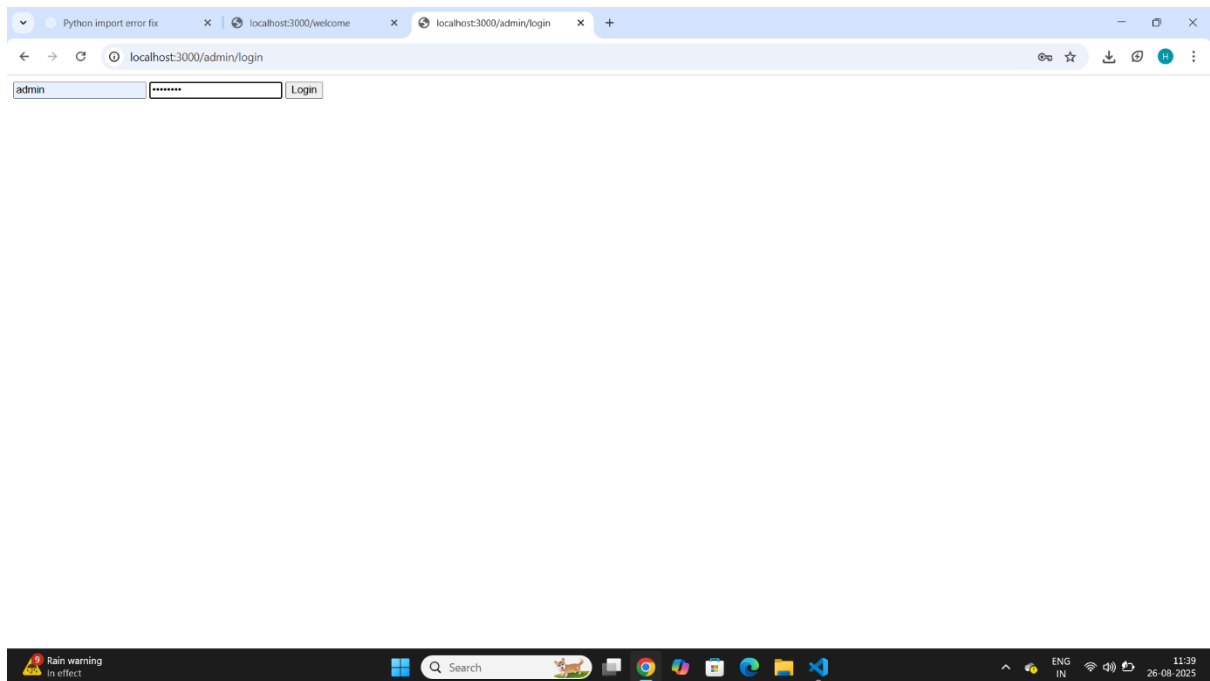 Python import error fix
localhost:3000/welcome
localhost:3000/admin/login
localhost:3000/admin/login
H
admin
••••••••
Login
9
Rain warning
In effect
Search
ENG
IN
11:39
26-08-2025